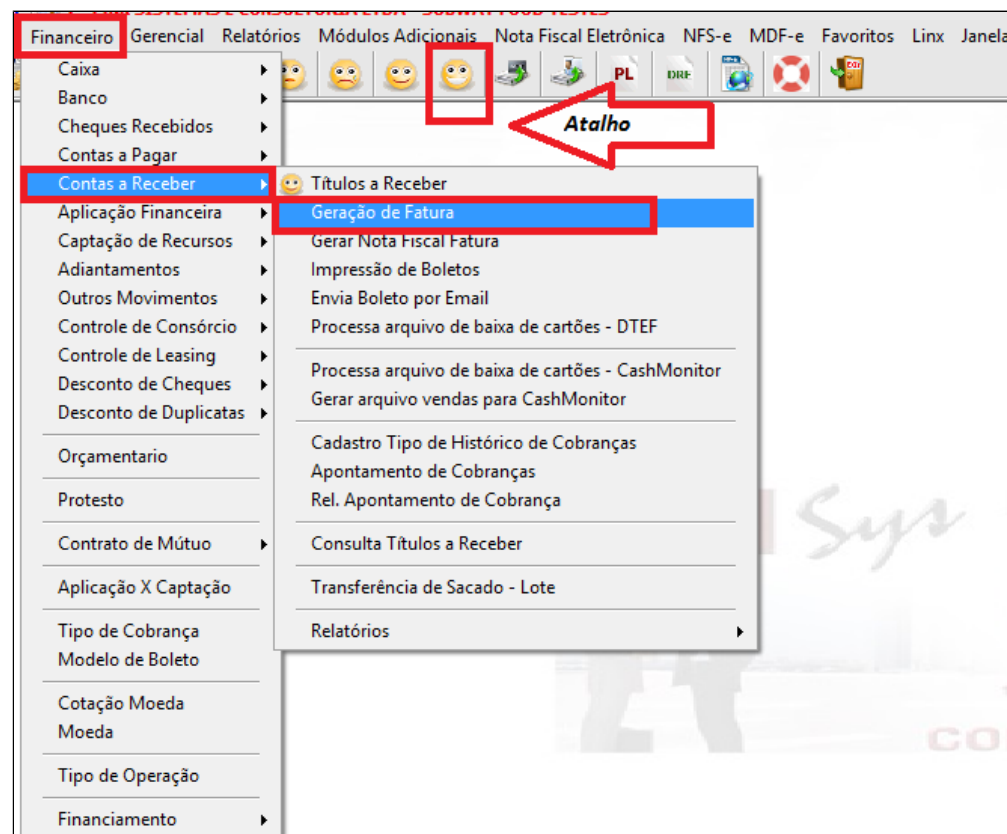 Financeiro Gerencial Relatórios Módulos Adicionais Nota Fiscal Eletrônica NFS-e MDF-e Favoritos Linx Janela
PL DRE
Atalho
Caixa
Banco
Cheques Recebidos
Contas a Pagar
Contas a Receber
Aplicação Financeira
Captação de Recursos
Adiantamentos
Outros Movimentos
Controle de Consórcio
Controle de Leasing
Desconto de Cheques
Desconto de Duplicatas
Orçamentario
Protesto
Contrato de Mútuo
Aplicação X Captação
Tipo de Cobrança
Modelo de Boleto
Cotação Moeda
Moeda
Tipo de Operação
Financiamento
Títulos a Receber
Geração de Fatura
Gerar Nota Fiscal Fatura
Impressão de Boletos
Envia Boleto por Email
Processa arquivo de baixa de cartões - DTEF
Processa arquivo de baixa de cartões - CashMonitor
Gerar arquivo vendas para CashMonitor
Cadastro Tipo de Histórico de Cobranças
Apontamento de Cobranças
Rel. Apontamento de Cobrança
Consulta Títulos a Receber
Transferência de Sacado - Lote
Relatórios
Sys
CO